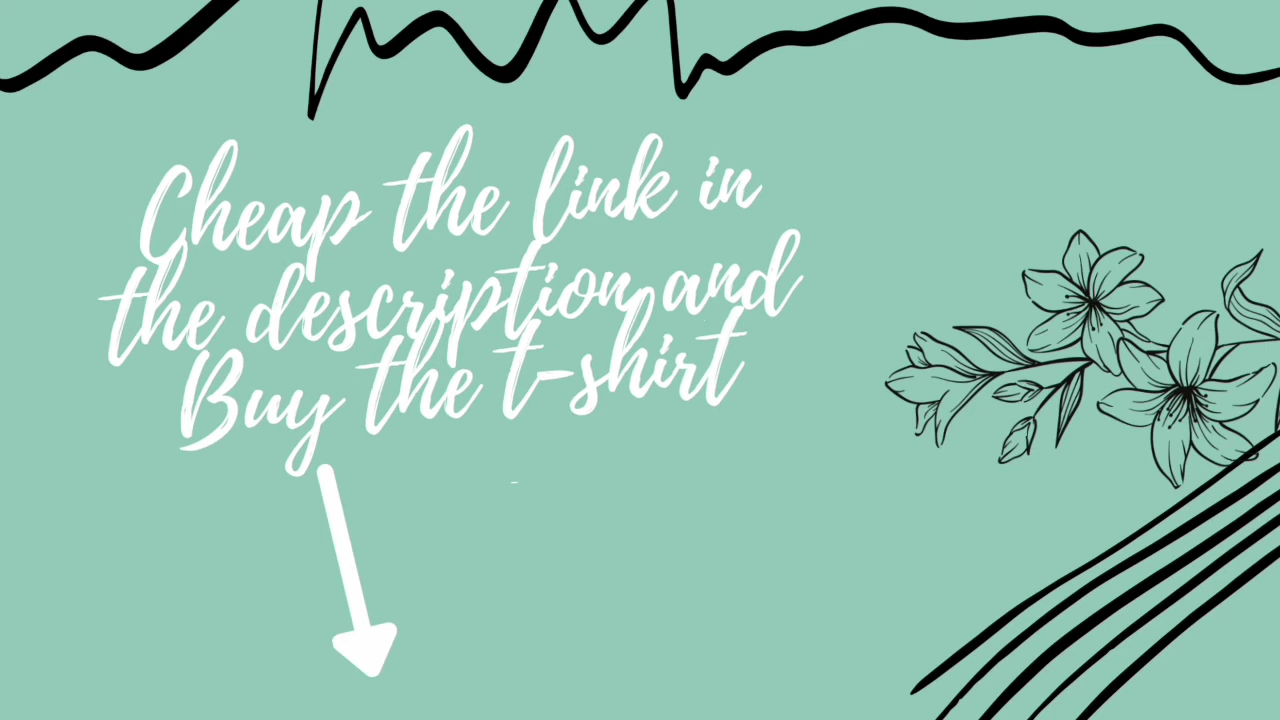 Cheap the link in
the description and
Buy the t-shirt